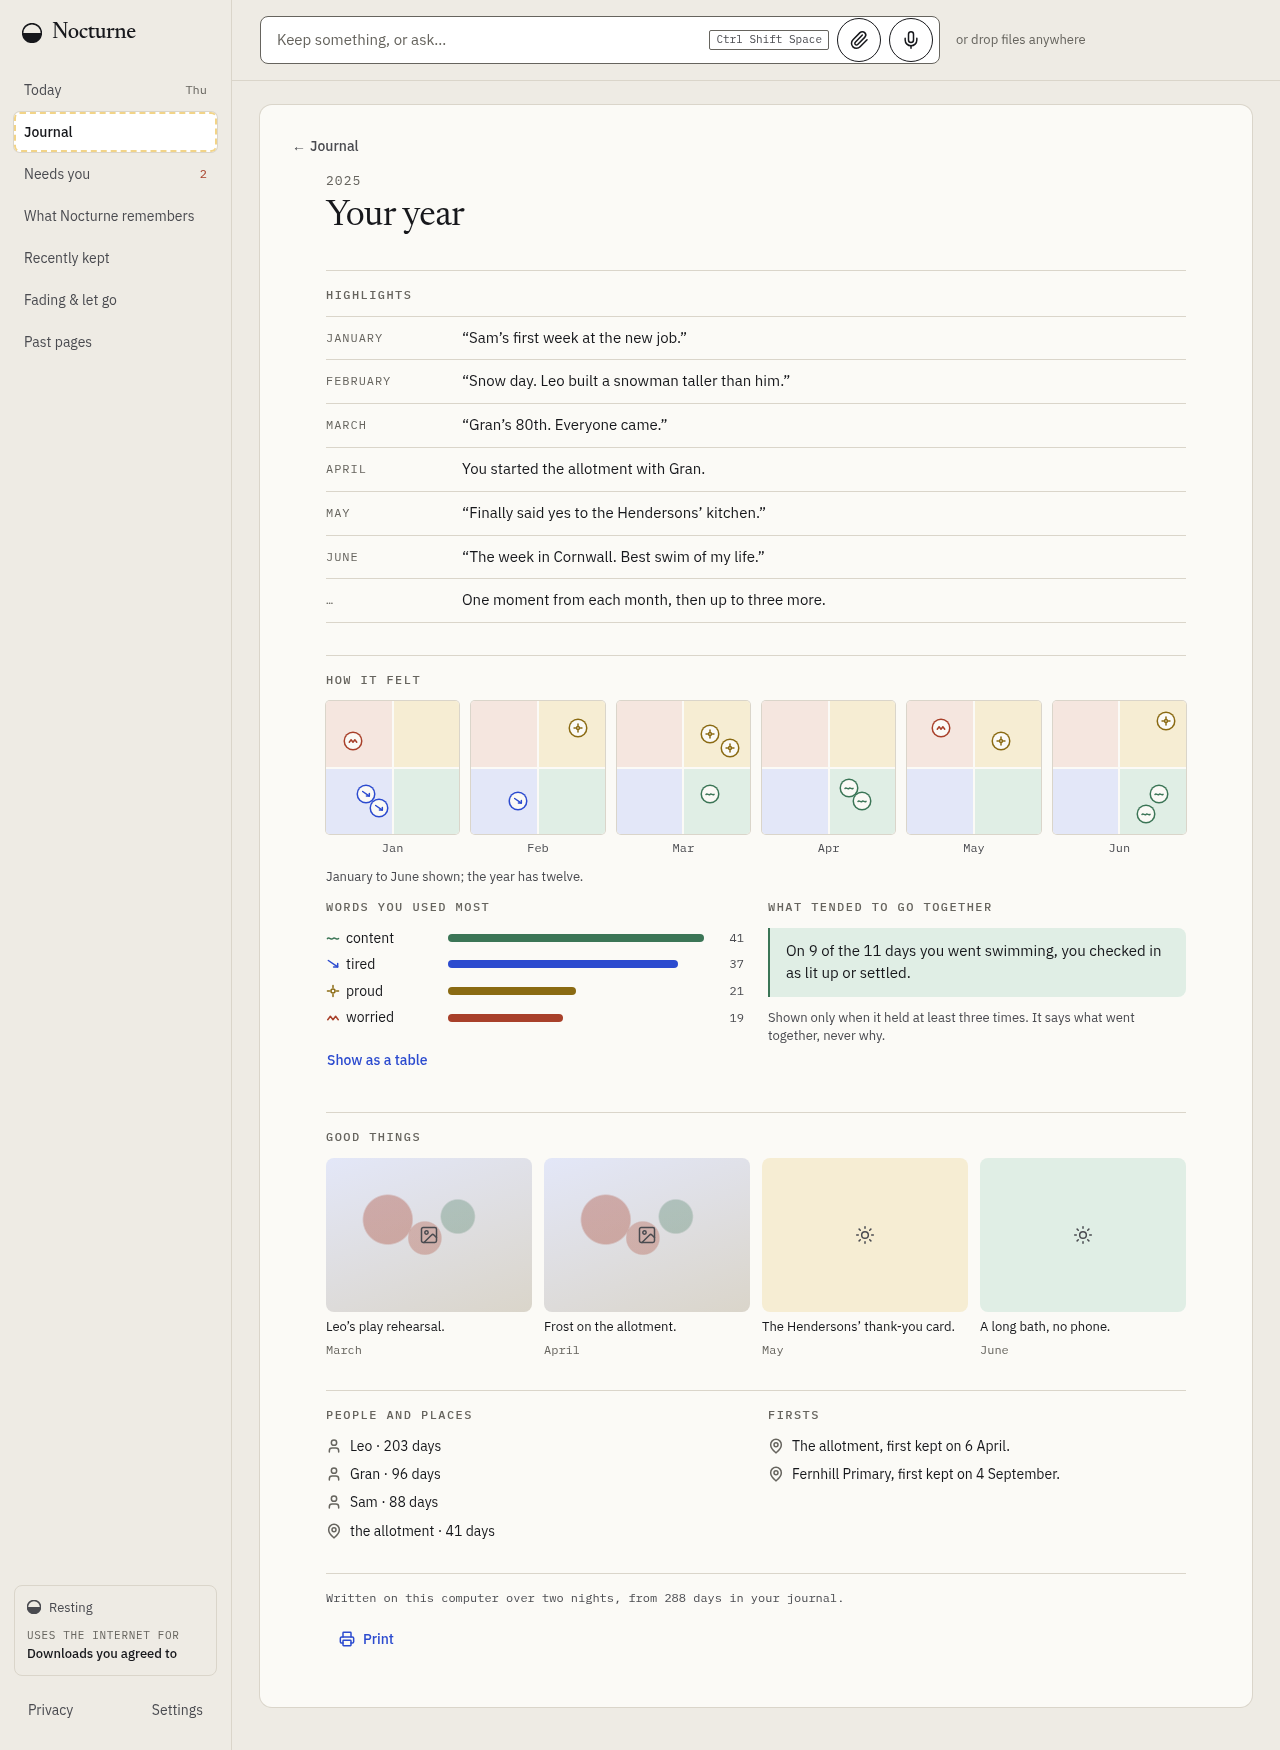 Nocturne
Keep something, or ask...
Ctrl Shift Space
or drop files anywhere
Today
Thu
Journal
Needs you
2
What Nocturne remembers
Recently kept
Fading & let go
Past pages
← Journal
2025
Your year
HIGHLIGHTS
JANUARY
“Sam’s first week at the new job.”
FEBRUARY
“Snow day. Leo built a snowman taller than him.”
MARCH
“Gran’s 80th. Everyone came.”
APRIL
You started the allotment with Gran.
MAY
“Finally said yes to the Hendersons’ kitchen.”
JUNE
“The week in Cornwall. Best swim of my life.”
…
One moment from each month, then up to three more.
HOW IT FELT
Jan
Feb
Mar
Apr
May
Jun
January to June shown; the year has twelve.
WORDS YOU USED MOST
content
41
tired
37
proud
21
worried
19
Show as a table
WHAT TENDED TO GO TOGETHER
On 9 of the 11 days you went swimming, you checked in
as lit up or settled.
Shown only when it held at least three times. It says what went
together, never why.
GOOD THINGS
Leo’s play rehearsal.
March
Frost on the allotment.
April
The Hendersons’ thank-you card.
May
A long bath, no phone.
June
PEOPLE AND PLACES
Leo · 203 days
Gran · 96 days
Sam · 88 days
the allotment · 41 days
FIRSTS
The allotment, first kept on 6 April.
Fernhill Primary, first kept on 4 September.
Written on this computer over two nights, from 288 days in your journal.
Print
Resting
USES THE INTERNET FOR
Downloads you agreed to
Privacy
Settings